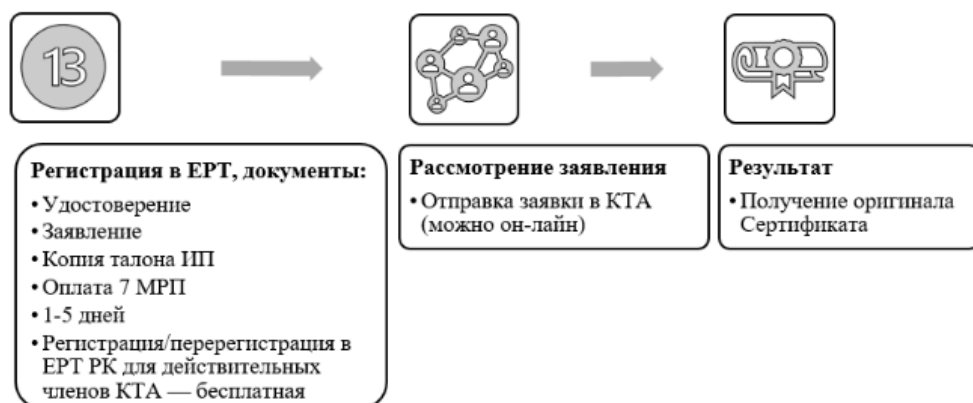 13
Регистрация в ЕРТ, документы:
• Удостоверение
• Заявление
• Копия талона ИП
• Оплата 7 МРП
• 1-5 дней
• Регистрация/перерегистрация в
ЕРТ РК для действительных
членов КТА — бесплатная
Рассмотрение заявления
• Отправка заявки в КТА
(можно он-лайн)
Результат
• Получение оригинала
Сертификата